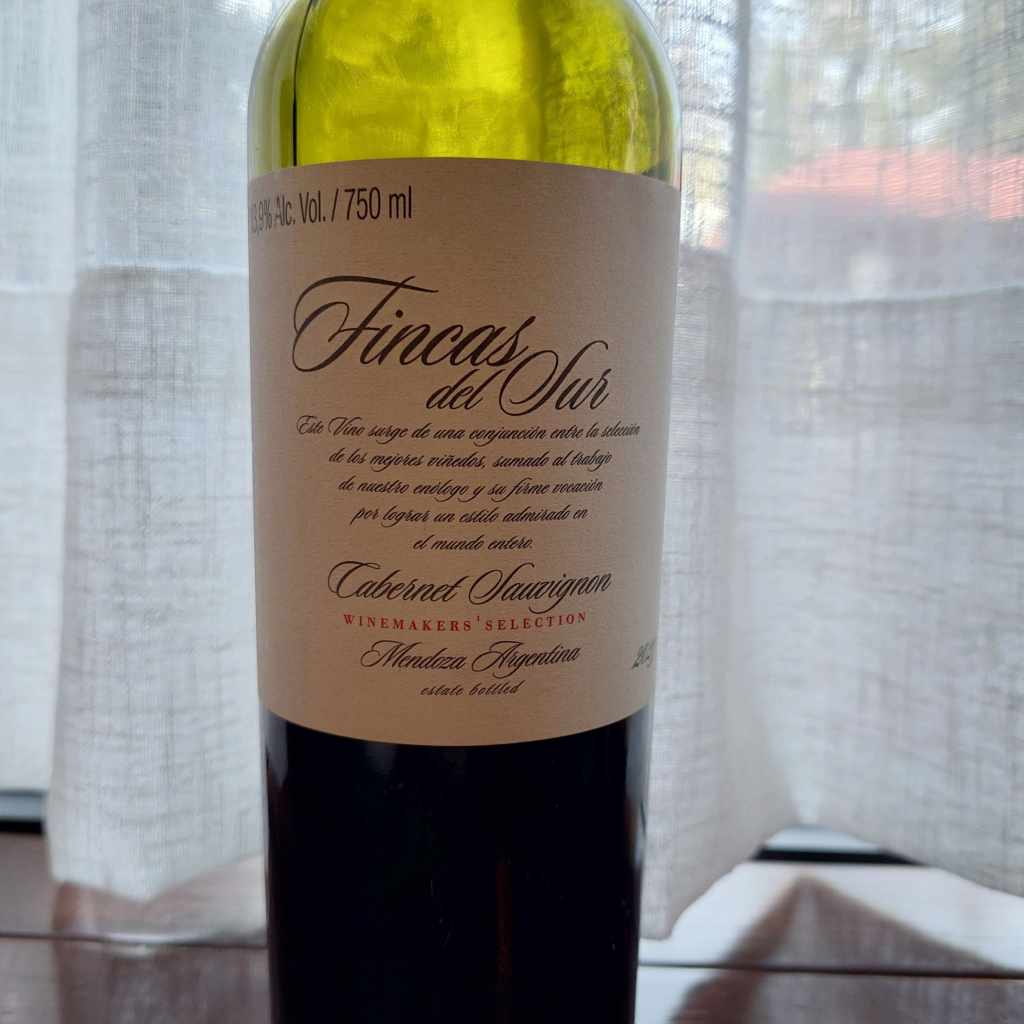 13,9% Alc. Vol. / 750 ml
Fincas
del Sur
Este Vino surge de una conjunción entre la selección
de los mejores viñedos, sumado al trabajo
de nuestro enólogo y su firme vocación
por lograr un estilo admirado en
el mundo entero.
Cabernet Sauvignon
WINEMAKERS' SELECTION
Mendoza Argentina
estate bottled